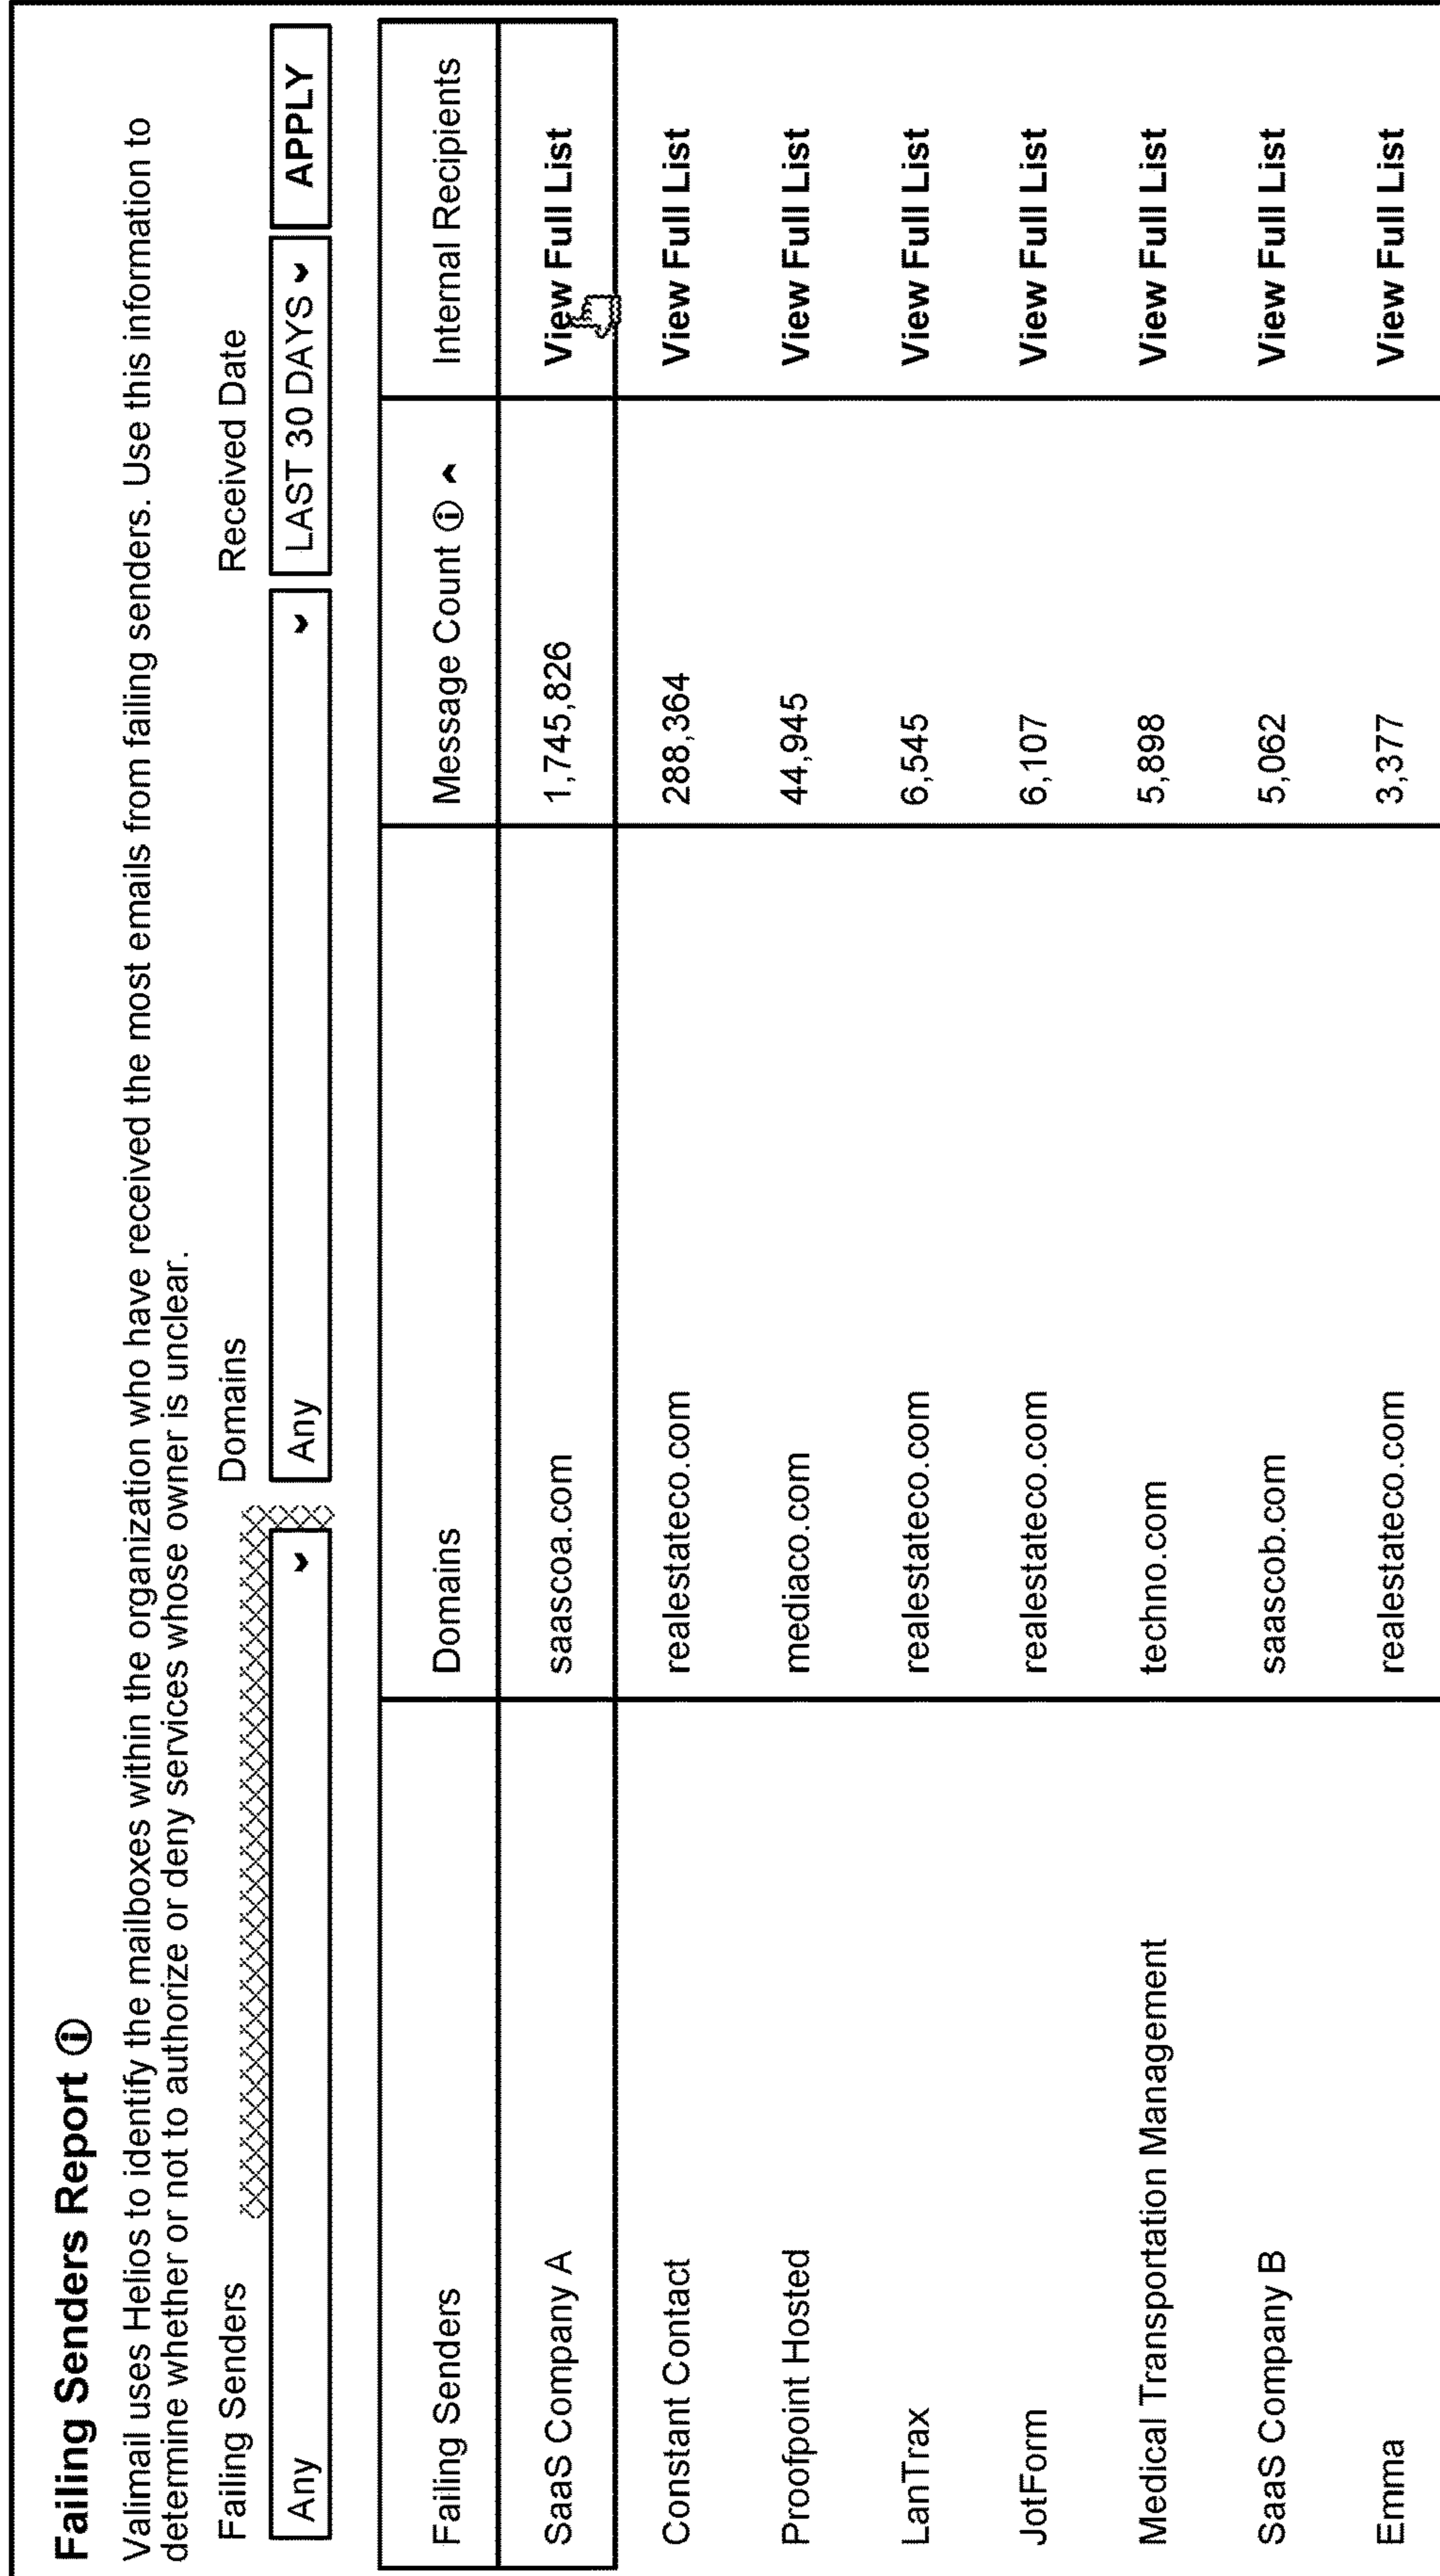 Failing Senders Report ⓘ
Valimail uses Helios to identify the mailboxes within the organization who have received the most emails from failing senders. Use this information to
determine whether or not to authorize or deny services whose owner is unclear.
Failing Senders Domains Received Date
Any Any LAST 30 DAYS APPLY
Failing Senders Domains Message Count ⓘ Internal Recipients
SaaS Company A saascoa.com 1,745,826 View Full List
Constant Contact realestateco.com 288,364 View Full List
Proofpoint Hosted mediaco.com 44,945 View Full List
LanTrax realestateco.com 6,545 View Full List
JotForm realestateco.com 6,107 View Full List
Medical Transportation Management techno.com 5,898 View Full List
SaaS Company B saascob.com 5,062 View Full List
Emma realestateco.com 3,377 View Full List